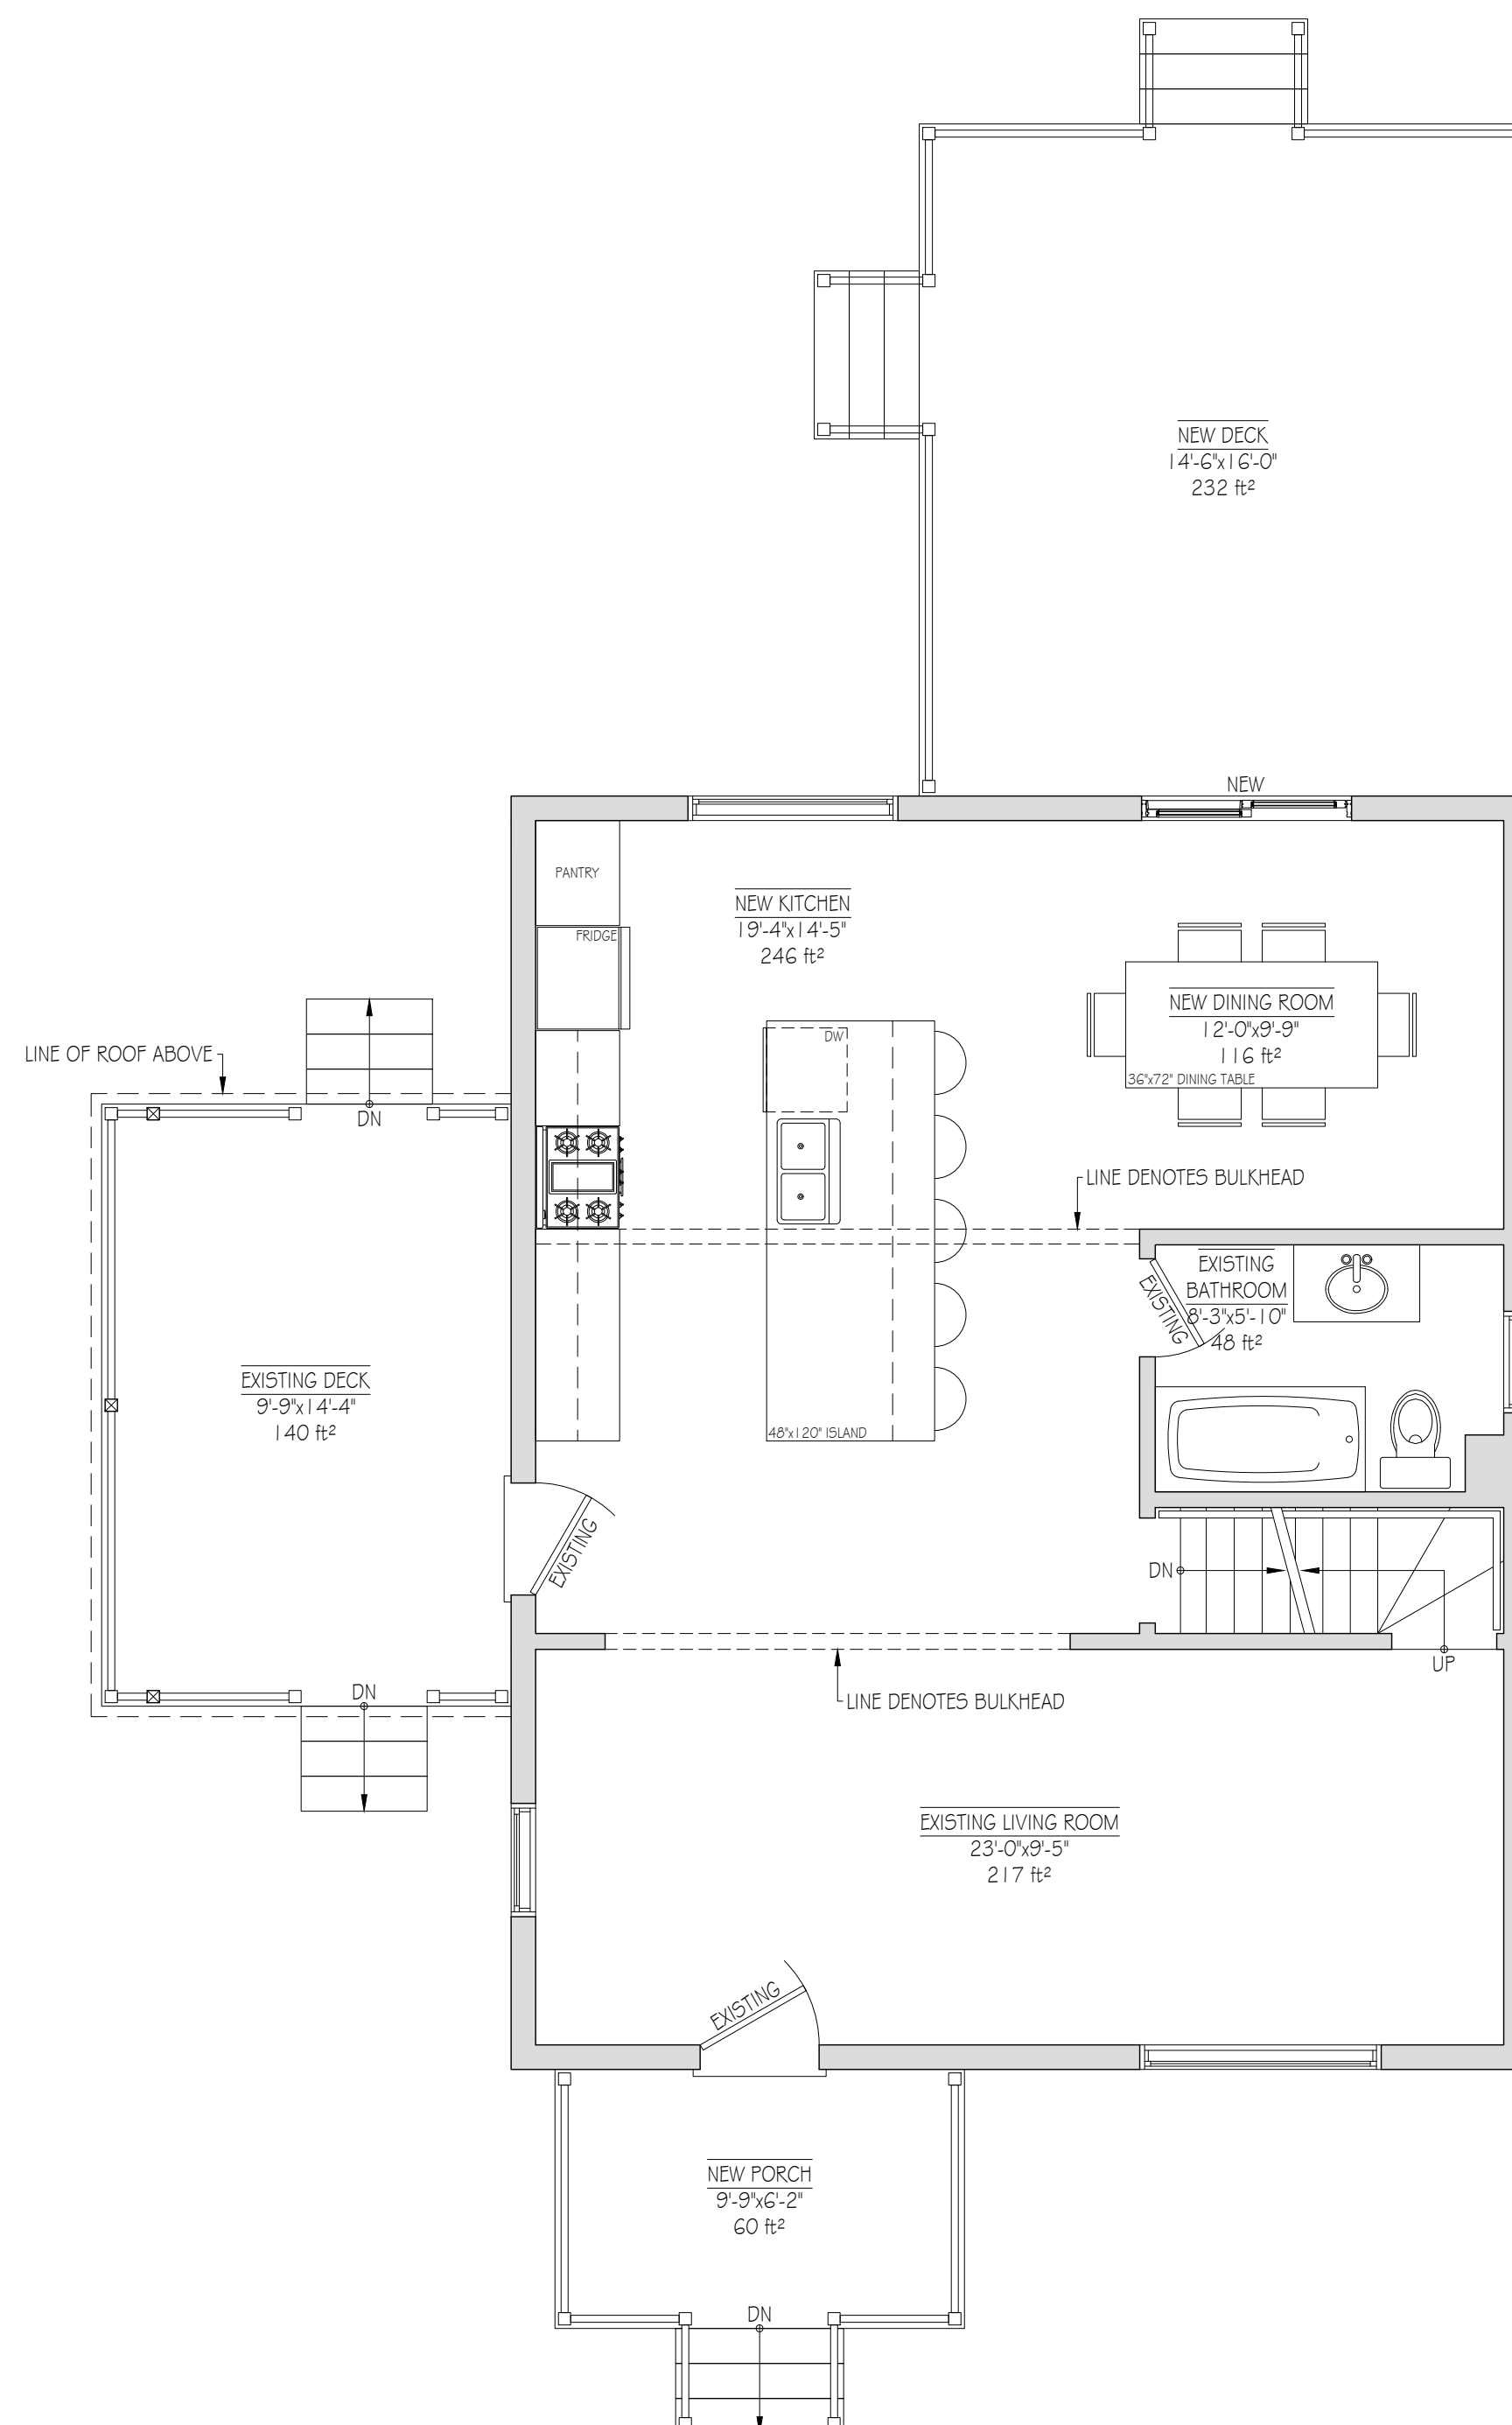 NEW DECK
14'-6"x16'-0"
232 ft²
NEW
PANTRY
NEW KITCHEN
19'-4"x14'-5"
246 ft²
FRIDGE
NEW DINING ROOM
12'-0"x9'-9"
116 ft²
36"x72" DINING TABLE
DW
LINE OF ROOF ABOVE
DN
LINE DENOTES BULKHEAD
EXISTING
BATHROOM
8'-3"x5'-10"
48 ft²
EXISTING
EXISTING DECK
9'-9"x14'-4"
140 ft²
48"x120" ISLAND
EXISTING
DN
UP
DN
LINE DENOTES BULKHEAD
EXISTING LIVING ROOM
23'-0"x9'-5"
217 ft²
EXISTING
NEW PORCH
9'-9"x6'-2"
60 ft²
DN